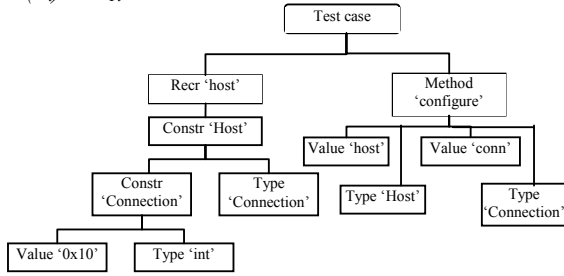 Test case
Recr ‘host’
Method
‘configure’
Constr ‘Host’
Value ‘host’
Value ‘conn’
Constr
‘Connection’
Type
‘Connection’
Type ‘Host’
Type
‘Connection’
Value ‘0x10’
Type ‘int’